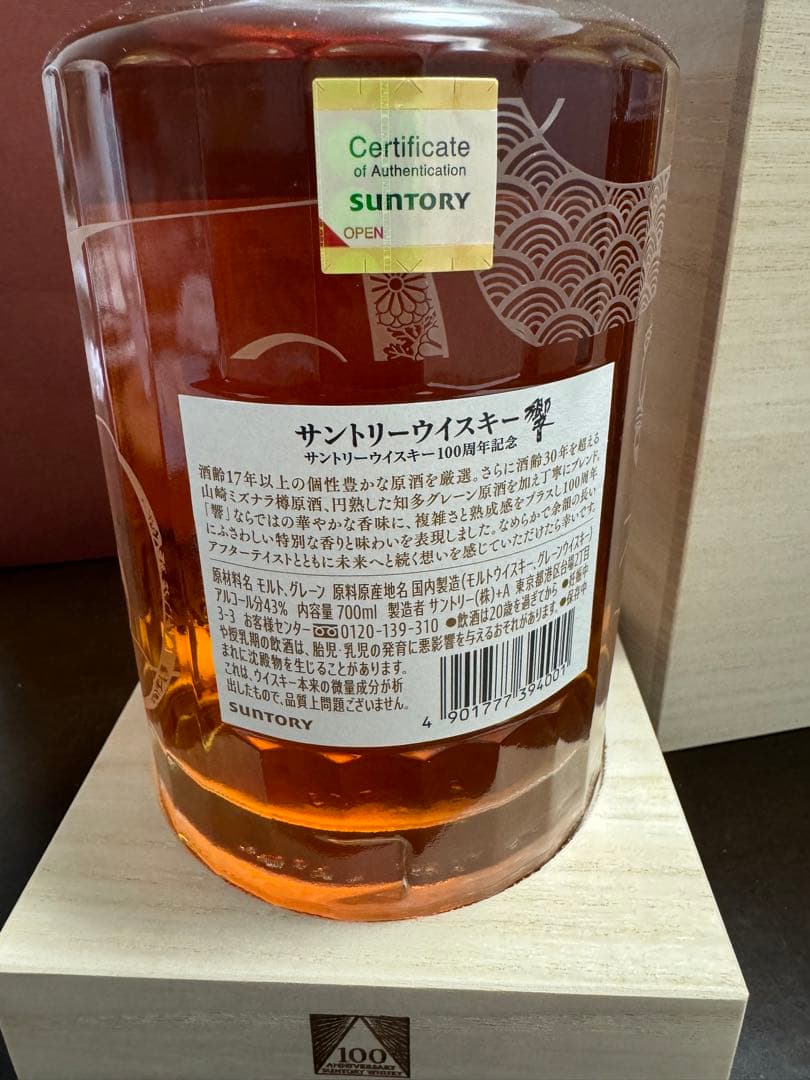 Certificate
of Authentication
SUNTORY
OPEN
サントリーウイスキー 響
サントリーウイスキー100周年記念
酒齢17年以上の個性豊かな原酒を厳選。さらに酒齢30年を超える
山崎ミズナラ樽原酒、円熟した知多グレーン原酒を加え丁寧にブレンド。
「響」ならではの華やかな香味に、複雑さと熟成感をプラスし100周年
にふさわしい特別な香りと味わいを表現しました。なめらかで余韻の長い
アフターテイストとともに未来へと続く想いを感じていただけたら幸いです。
原材料名 モルト、グレーン 原料原産地名 国内製造(モルトウイスキー、グレーンウイスキー)
アルコール分43% 内容量 700ml 製造者 サントリー(株)+A 東京都港区台場2丁目
3-3 お客様センター 0120-139-310 ●飲酒は20歳を過ぎてから ●妊娠中
や授乳期の飲酒は、胎児・乳児の発育に悪影響を与えるおそれがあります。 ●保存中
まれに沈殿物を生じることがあります。
これは、ウイスキー本来の微量成分が析
出したもので、品質上問題ございません。
SUNTORY
4 901777 394001
100
ANNIVERSARY
SUNTORY WHISKY